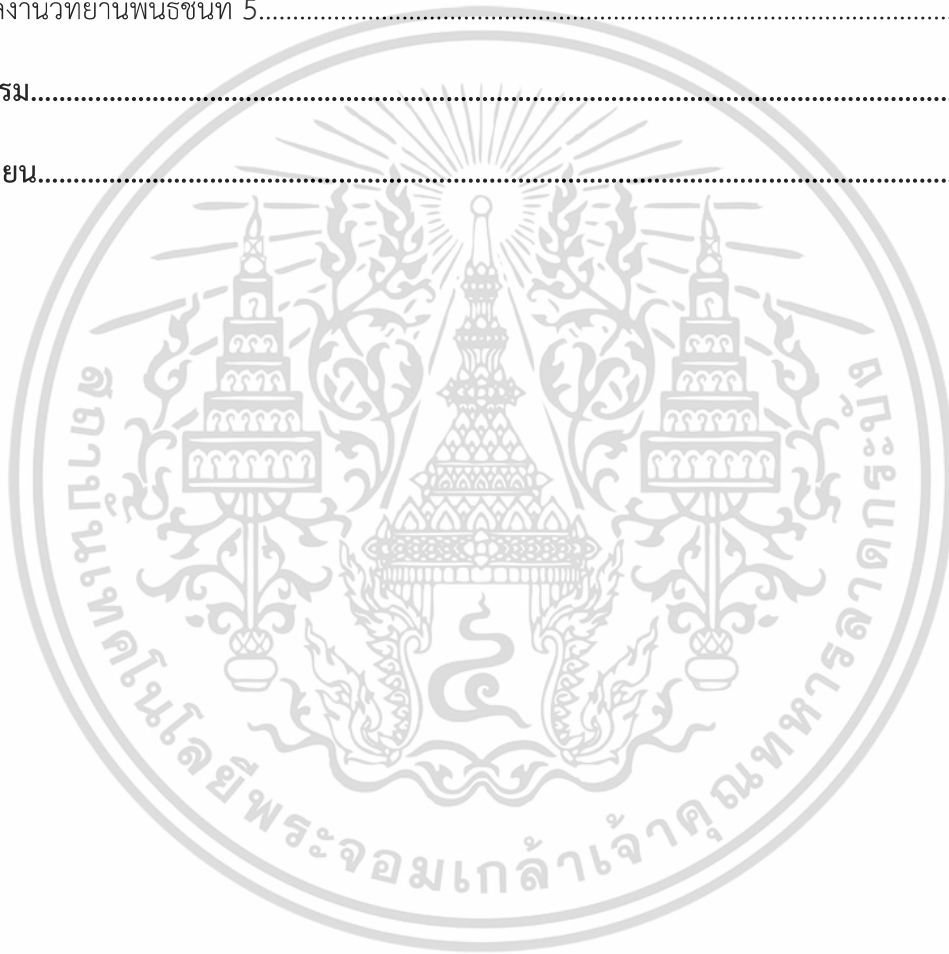 งานวิทยานิพนธ์ชิ้นที่ 5
รม
ยน
สถาบันเทคโนโลยีพระจอมเกล้าเจ้าคุณทหารลาดกระบัง
๔